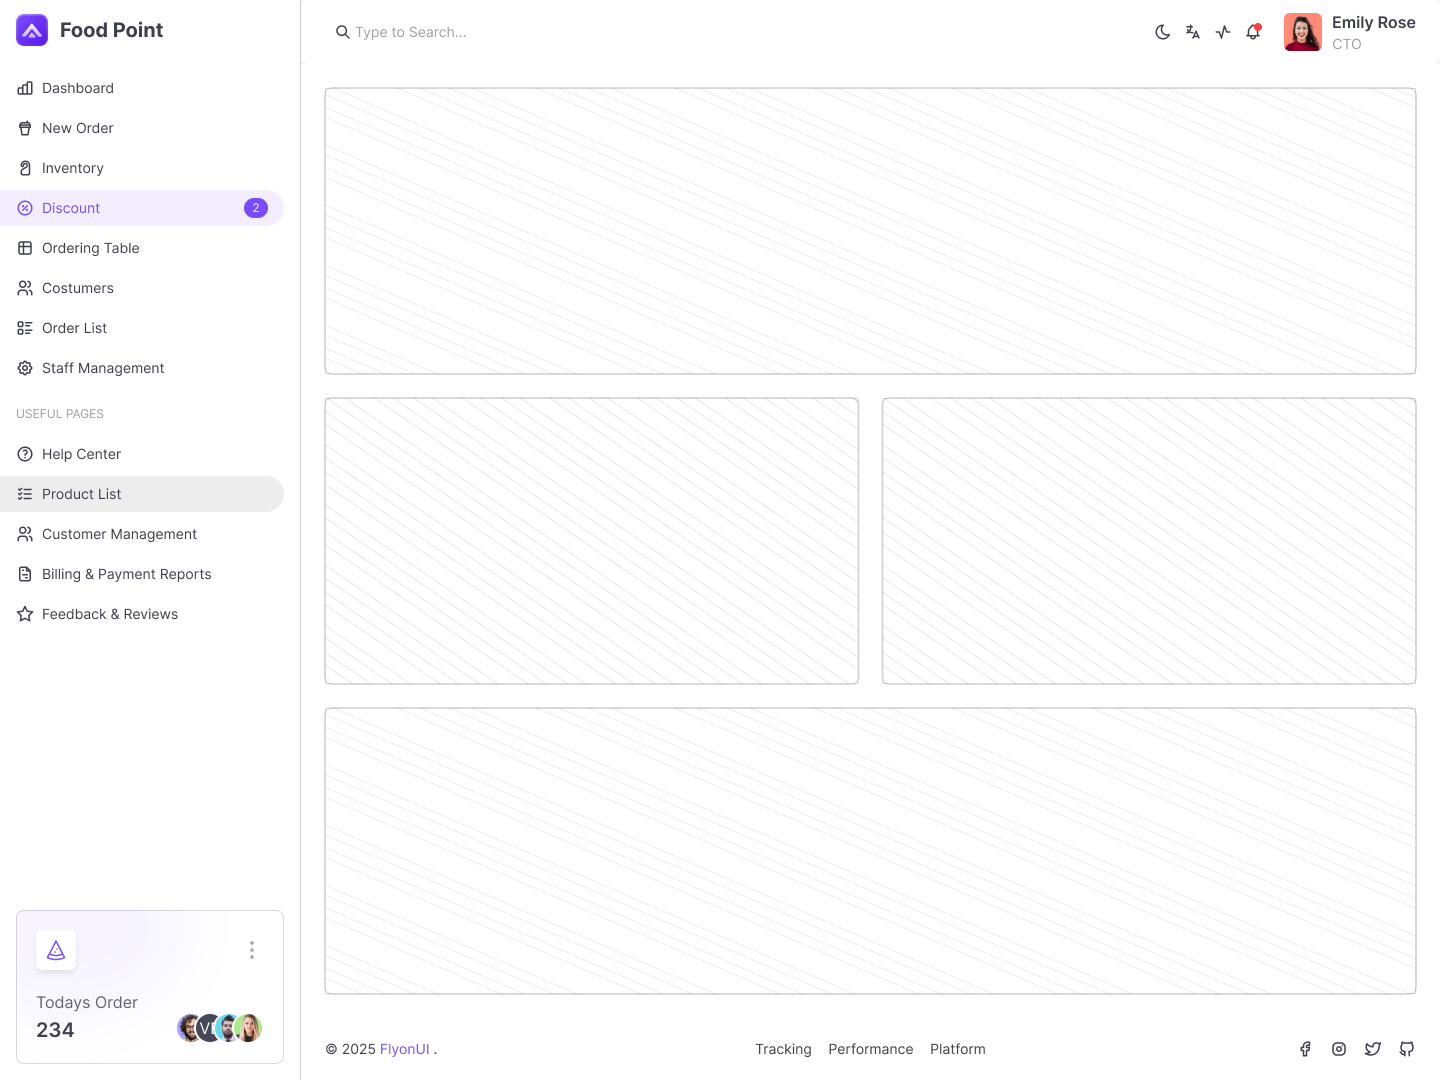 Food Point
Type to Search...
Emily Rose
CTO
Dashboard
New Order
Inventory
Discount 2
Ordering Table
Costumers
Order List
Staff Management
USEFUL PAGES
Help Center
Product List
Customer Management
Billing & Payment Reports
Feedback & Reviews
Todays Order
234
© 2025 FlyonUI .
Tracking Performance Platform